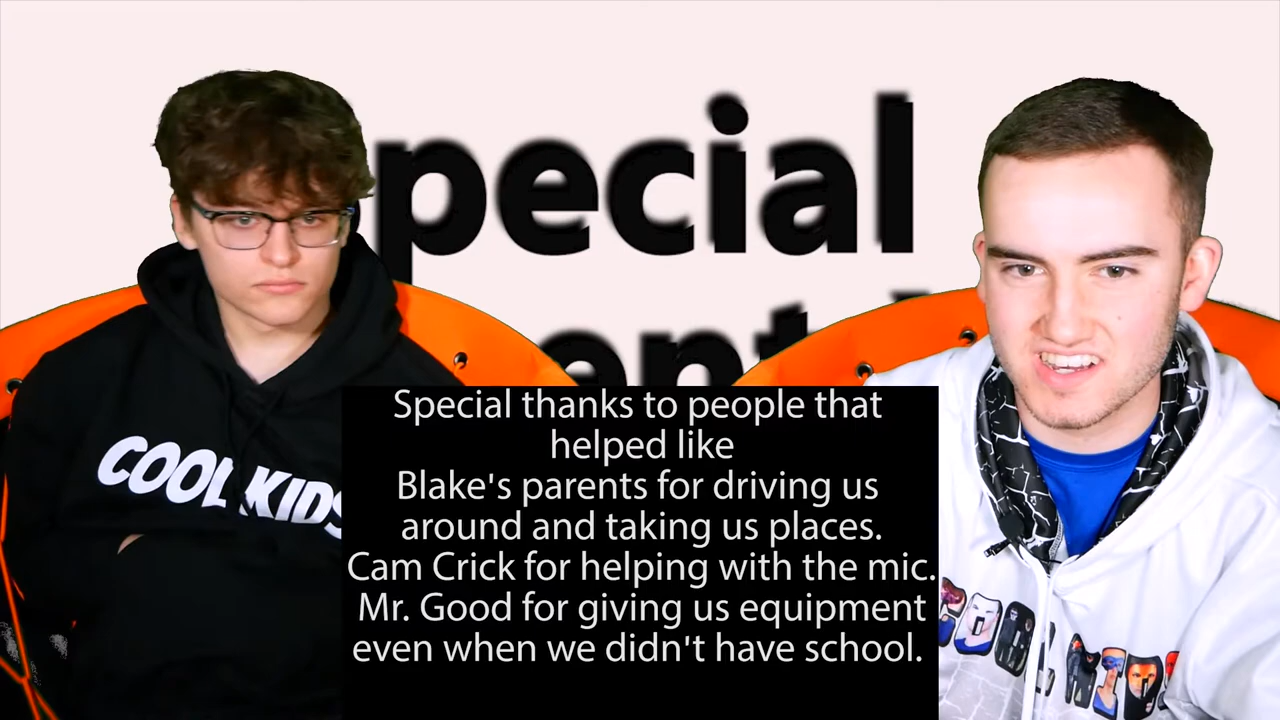 pecial
COOL KIDS
Special thanks to people that
helped like
Blake's parents for driving us
around and taking us places.
Cam Crick for helping with the mic.
Mr. Good for giving us equipment
even when we didn't have school.